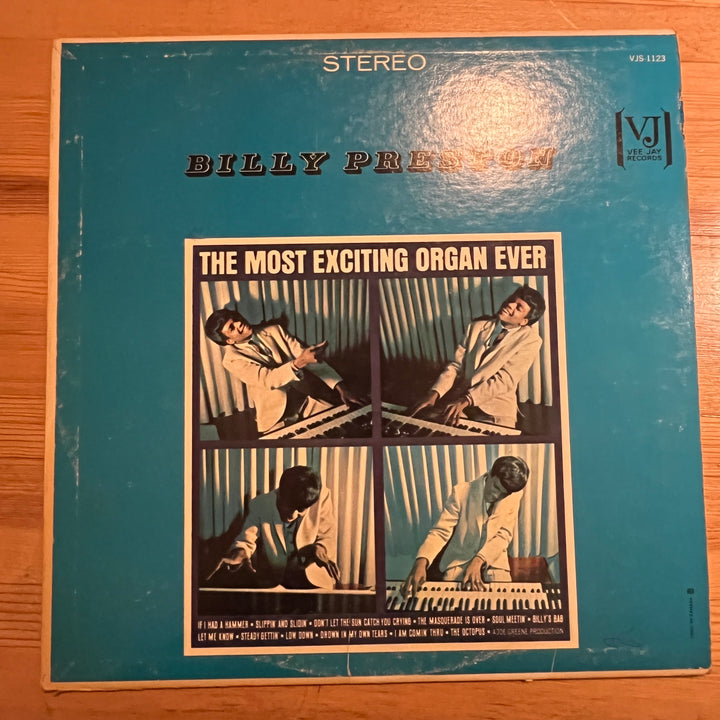 STEREO
VJS-1123
VJ
VEE JAY
RECORDS
BILLY PRESTON
THE MOST EXCITING ORGAN EVER
IF I HAD A HAMMER • SLIPPIN AND SLIDIN' • DON'T LET THE SUN CATCH YOU CRYING • THE MASQUERADE IS OVER • SOUL MEETIN' • BILLY'S BAG
LET ME KNOW • STEADY GETTIN' • LOW DOWN • DROWN IN MY OWN TEARS • I AM COMIN' THRU • THE OCTOPUS • A JOE GREENE PRODUCTION